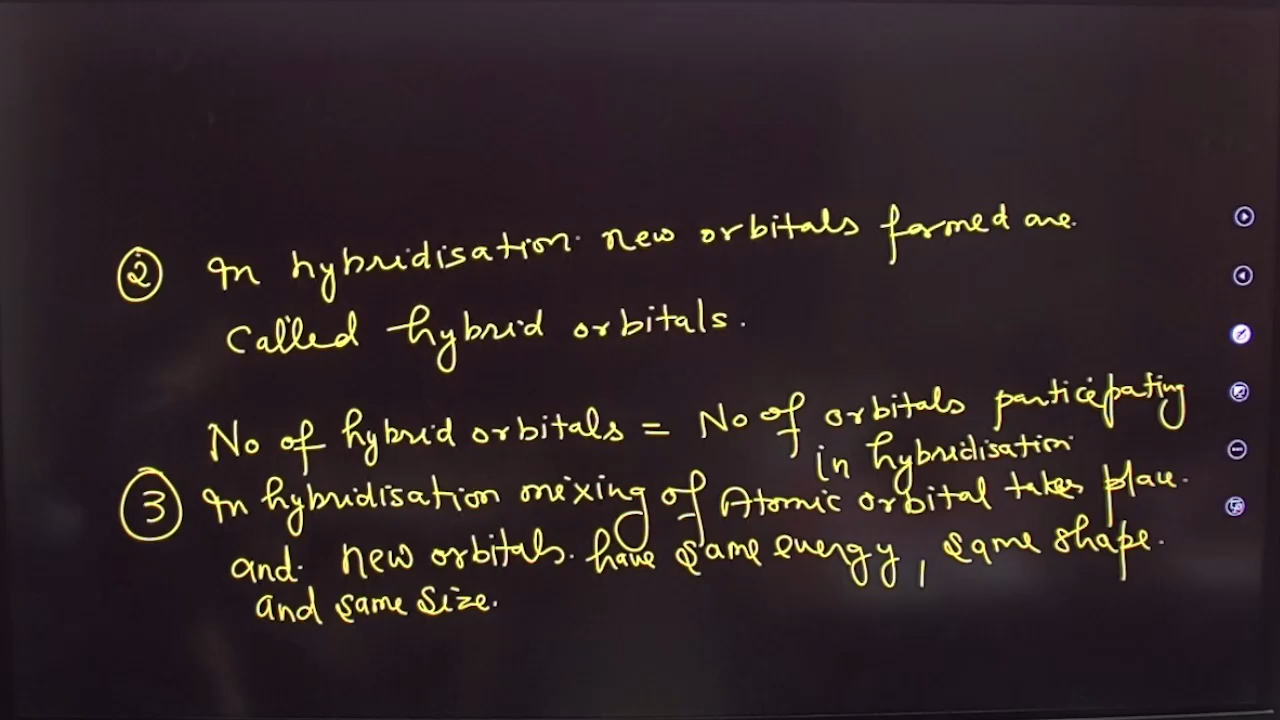 ② In hybridisation new orbitals formed are
called hybrid orbitals.
No of hybrid orbitals = No of orbitals participating
in hybridisation
③ In hybridisation mixing of Atomic orbital takes place.
and new orbitals have same energy, same shape.
and same size.